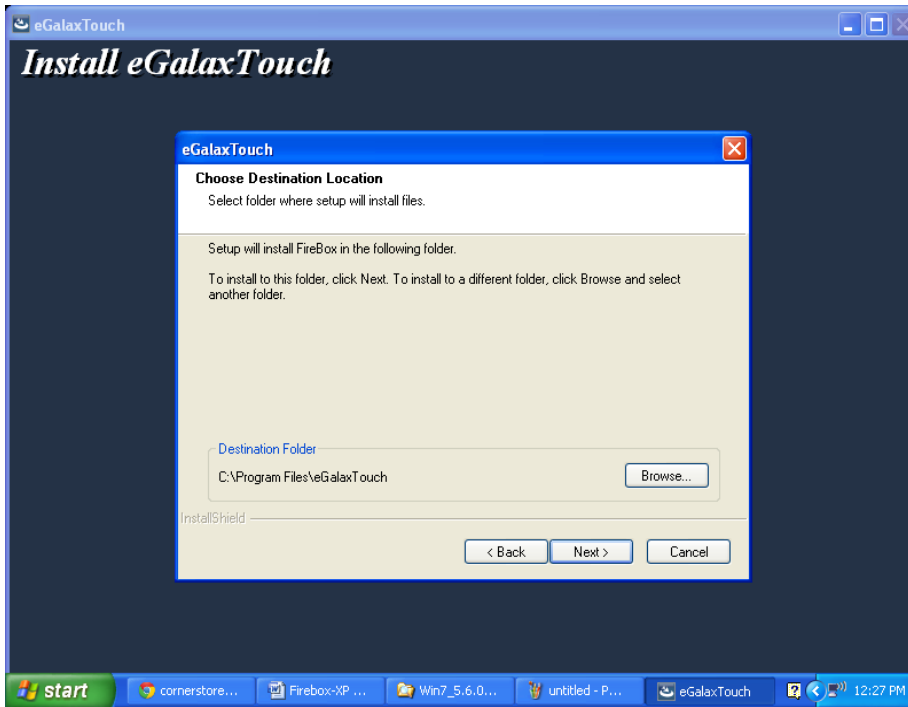 eGalaxTouch
Install eGalaxTouch
eGalaxTouch
Choose Destination Location
Select folder where setup will install files.
Setup will install FireBox in the following folder.
To install to this folder, click Next. To install to a different folder, click Browse and select
another folder.
Destination Folder
C:\Program Files\eGalaxTouch
Browse...
InstallShield
< Back
Next >
Cancel
start
cornerstore...
Firebox-XP ...
Win7_5.6.0...
untitled - P...
eGalaxTouch
12:27 PM